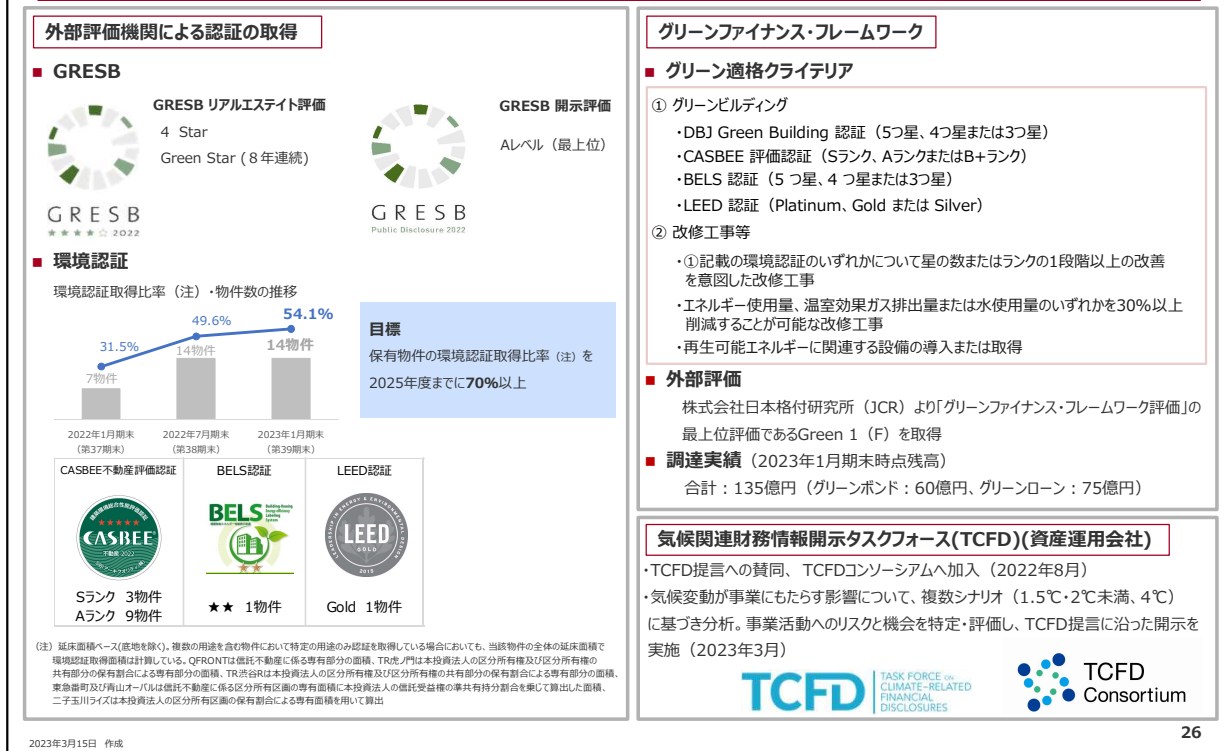 外部評価機関による認証の取得
■ GRESB
GRESB リアルエステイト評価
4 Star
Green Star (８年連続)
GRESB
★★★★☆ 2022
GRESB 開示評価
Aレベル（最上位）
GRESB
Public Disclosure 2022
■ 環境認証
環境認証取得比率（注）・物件数の推移
31.5%
49.6%
54.1%
7物件
14物件
14物件
2022年1月期末
（第37期末）
2022年7月期末
（第38期末）
2023年1月期末
（第39期末）
目標
保有物件の環境認証取得比率（注）を
2025年度までに70%以上
CASBEE不動産評価認証
BELS認証
LEED認証
★★★★★
CASBEE
不動産 2022
BELS
Building-Housing
Energy-efficiency
Labeling
System
★★
LEED
GOLD
2015
Sランク 3物件
Aランク 9物件
★★ 1物件
Gold 1物件
（注）延床面積ベース(底地を除く)。複数の用途を含む物件において特定の用途のみ認証を取得している場合においても、当該物件の全体の延床面積で
環境認証取得面積は計算している。QFRONTは信託不動産に係る専有部分の面積、TR虎ノ門は本投資法人の区分所有権及び区分所有権の
共有部分の保有割合による専有部分の面積、TR渋谷Rは本投資法人の区分所有権及び区分所有権の共有部分の保有割合による専有部分の面積、
東急番町及び青山オーバルは信託不動産に係る区分所有区画の専有面積に本投資法人の信託受益権の準共有持分割合を乗じて算出した面積、
二子玉川ライズは本投資法人の区分所有区画の保有割合による専有面積を用いて算出
グリーンファイナンス・フレームワーク
■ グリーン適格クライテリア
① グリーンビルディング
・DBJ Green Building 認証（5つ星、4つ星または3つ星）
・CASBEE 評価認証（Sランク、AランクまたはB+ランク）
・BELS 認証（5 つ星、4 つ星または3つ星）
・LEED 認証（Platinum、Gold または Silver）
② 改修工事等
・①記載の環境認証のいずれかについて星の数またはランクの1段階以上の改善
を意図した改修工事
・エネルギー使用量、温室効果ガス排出量または水使用量のいずれかを30%以上
削減することが可能な改修工事
・再生可能エネルギーに関連する設備の導入または取得
■ 外部評価
株式会社日本格付研究所（JCR）より「グリーンファイナンス・フレームワーク評価」の
最上位評価であるGreen 1（F）を取得
■ 調達実績（2023年1月期末時点残高）
合計：135億円（グリーンボンド：60億円、グリーンローン：75億円）
気候関連財務情報開示タスクフォース(TCFD)(資産運用会社)
・TCFD提言への賛同、 TCFDコンソーシアムへ加入（2022年8月）
・気候変動が事業にもたらす影響について、複数シナリオ（1.5℃・2℃未満、4℃）
に基づき分析。事業活動へのリスクと機会を特定・評価し、TCFD提言に沿った開示を
実施（2023年3月）
TCFD
TASK FORCE on
CLIMATE-RELATED
FINANCIAL
DISCLOSURES
TCFD
Consortium
2023年3月15日 作成
26